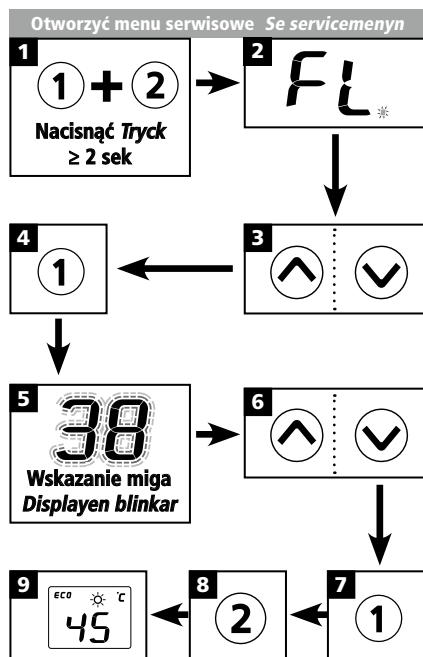 Otworzyć menu serwisowe Se servicemenyn
1
1 + 2
Nacisnąć Tryck
≥ 2 sek
2
FL
3
4
1
5
38
Wskazanie miga
Displayen blinkar
6
7
1
8
2
9
ECO °C
45